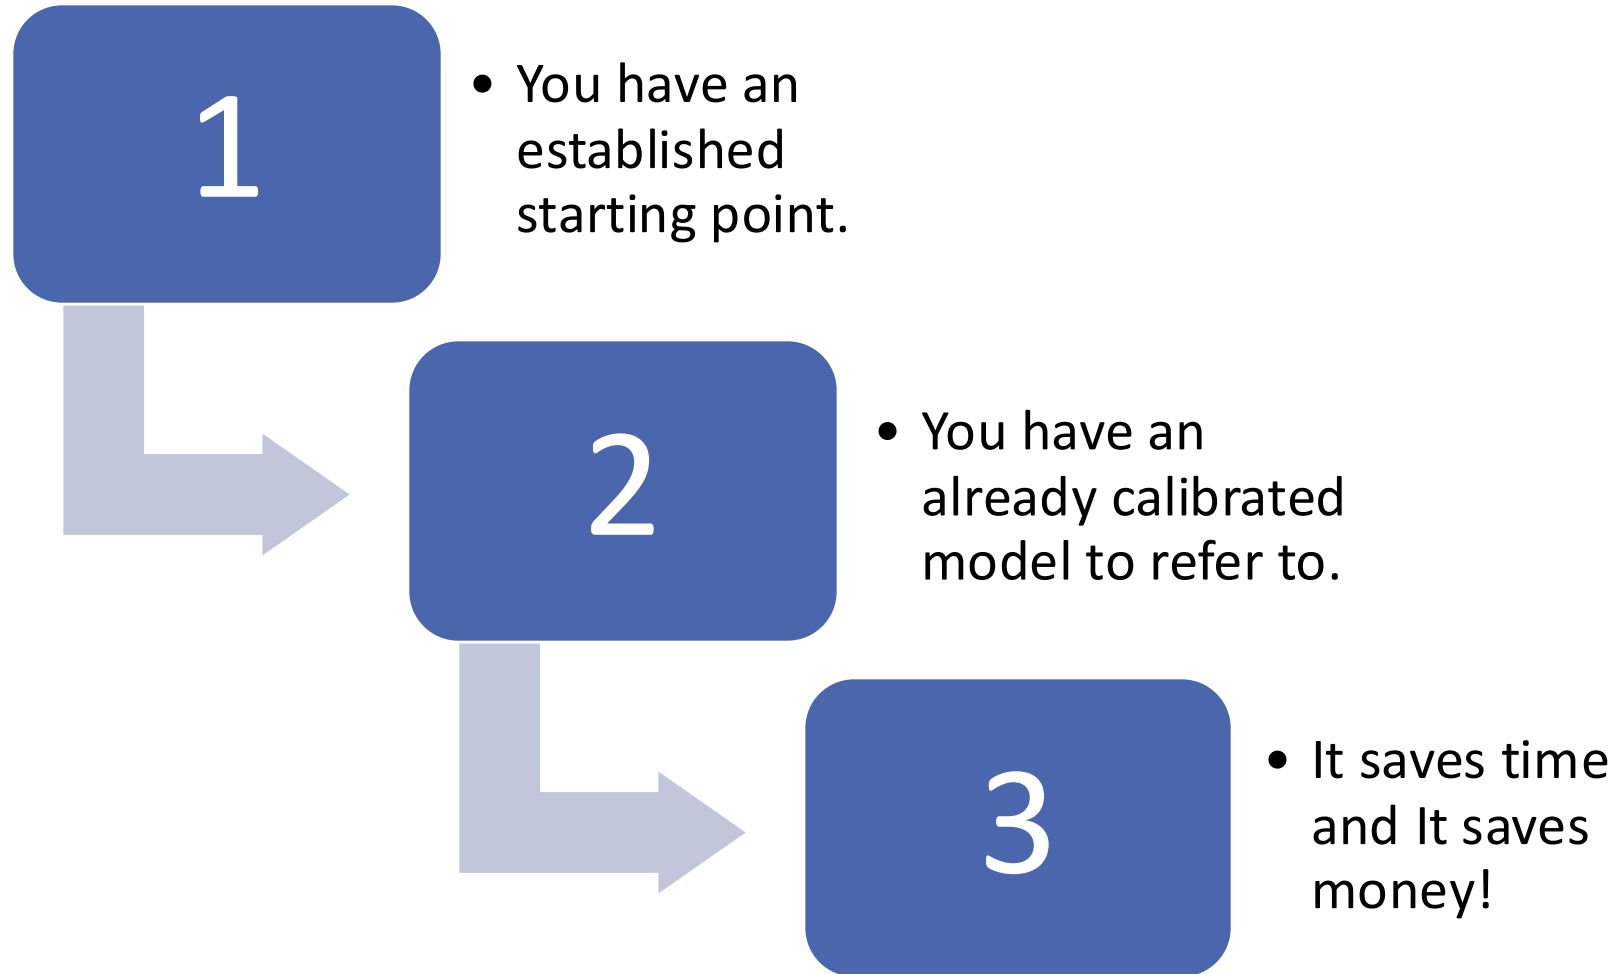 1
• You have an
established
starting point.
2
• You have an
already calibrated
model to refer to.
3
• It saves time
and It saves
money!